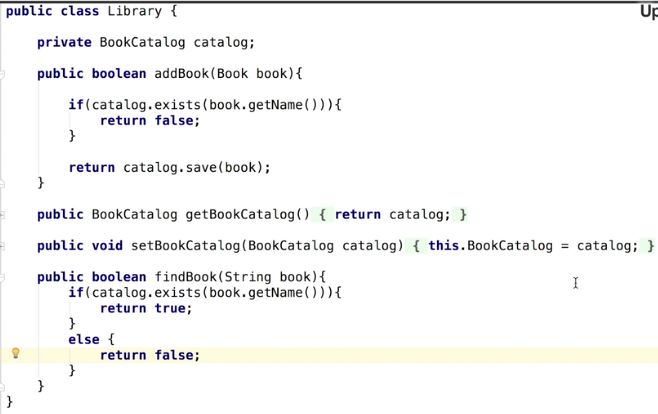 public class Library {
Up
private BookCatalog catalog;
public boolean addBook(Book book){
if(catalog.exists(book.getName())){
return false;
}
return catalog.save(book);
}
public BookCatalog getBookCatalog() { return catalog; }
public void setBookCatalog(BookCatalog catalog) { this.BookCatalog = catalog; }
public boolean findBook(String book){
if(catalog.exists(book.getName())){
return true;
}
else {
return false;
}
}
}